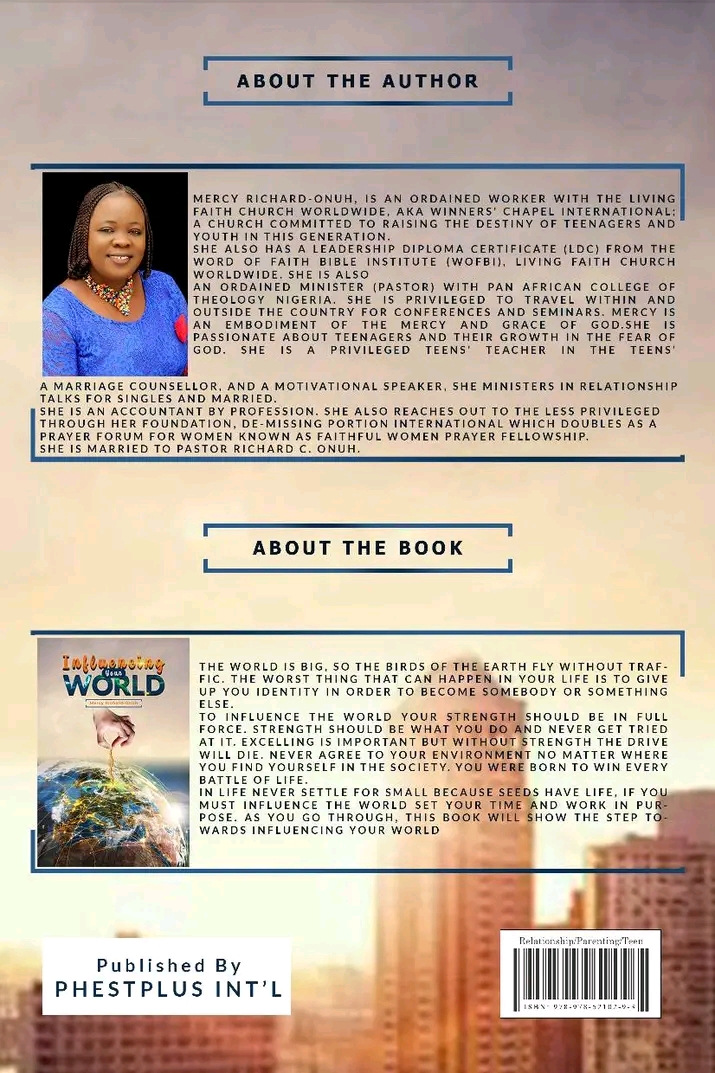 ABOUT THE AUTHOR
MERCY RICHARD-ONUH, IS AN ORDAINED WORKER WITH THE LIVING
FAITH CHURCH WORLDWIDE, AKA WINNERS' CHAPEL INTERNATIONAL;
A CHURCH COMMITTED TO RAISING THE DESTINY OF TEENAGERS AND
YOUTH IN THIS GENERATION.
SHE ALSO HAS A LEADERSHIP DIPLOMA CERTIFICATE (LDC) FROM THE
WORD OF FAITH BIBLE INSTITUTE (WOFBI), LIVING FAITH CHURCH
WORLDWIDE. SHE IS ALSO
AN ORDAINED MINISTER (PASTOR) WITH PAN AFRICAN COLLEGE OF
THEOLOGY NIGERIA. SHE IS PRIVILEGED TO TRAVEL WITHIN AND
OUTSIDE THE COUNTRY FOR CONFERENCES AND SEMINARS. MERCY IS
AN EMBODIMENT OF THE MERCY AND GRACE OF GOD.SHE IS
PASSIONATE ABOUT TEENAGERS AND THEIR GROWTH IN THE FEAR OF
GOD. SHE IS A PRIVILEGED TEENS' TEACHER IN THE TEENS'
A MARRIAGE COUNSELLOR, AND A MOTIVATIONAL SPEAKER, SHE MINISTERS IN RELATIONSHIP
TALKS FOR SINGLES AND MARRIED.
SHE IS AN ACCOUNTANT BY PROFESSION. SHE ALSO REACHES OUT TO THE LESS PRIVILEGED
THROUGH HER FOUNDATION, DE-MISSING PORTION INTERNATIONAL WHICH DOUBLES AS A
PRAYER FORUM FOR WOMEN KNOWN AS FAITHFUL WOMEN PRAYER FELLOWSHIP.
SHE IS MARRIED TO PASTOR RICHARD C. ONUH.
ABOUT THE BOOK
Influencing
Your
WORLD
THE WORLD IS BIG, SO THE BIRDS OF THE EARTH FLY WITHOUT TRAF-
FIC. THE WORST THING THAT CAN HAPPEN IN YOUR LIFE IS TO GIVE
UP YOU IDENTITY IN ORDER TO BECOME SOMEBODY OR SOMETHING
ELSE.
TO INFLUENCE THE WORLD YOUR STRENGTH SHOULD BE IN FULL
FORCE. STRENGTH SHOULD BE WHAT YOU DO AND NEVER GET TRIED
AT IT. EXCELLING IS IMPORTANT BUT WITHOUT STRENGTH THE DRIVE
WILL DIE. NEVER AGREE TO YOUR ENVIRONMENT NO MATTER WHERE
YOU FIND YOURSELF IN THE SOCIETY. YOU WERE BORN TO WIN EVERY
BATTLE OF LIFE.
IN LIFE NEVER SETTLE FOR SMALL BECAUSE SEEDS HAVE LIFE, IF YOU
MUST INFLUENCE THE WORLD SET YOUR TIME AND WORK IN PUR-
POSE. AS YOU GO THROUGH, THIS BOOK WILL SHOW THE STEP TO-
WARDS INFLUENCING YOUR WORLD
Published By
PHESTPLUS INT'L
Relationship/Parenting/Teen
ISBN: